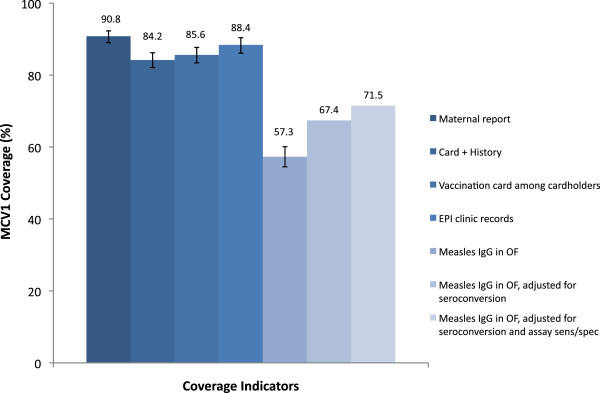 100
80
60
40
20
0
MCV1 Coverage (%)
90.8
84.2
85.6
88.4
57.3
67.4
71.5
Coverage Indicators
Maternal report
Card + History
Vaccination card among cardholders
EPI clinic records
Measles IgG in OF
Measles IgG in OF, adjusted for
seroconversion
Measles IgG in OF, adjusted for
seroconversion and assay sens/spec